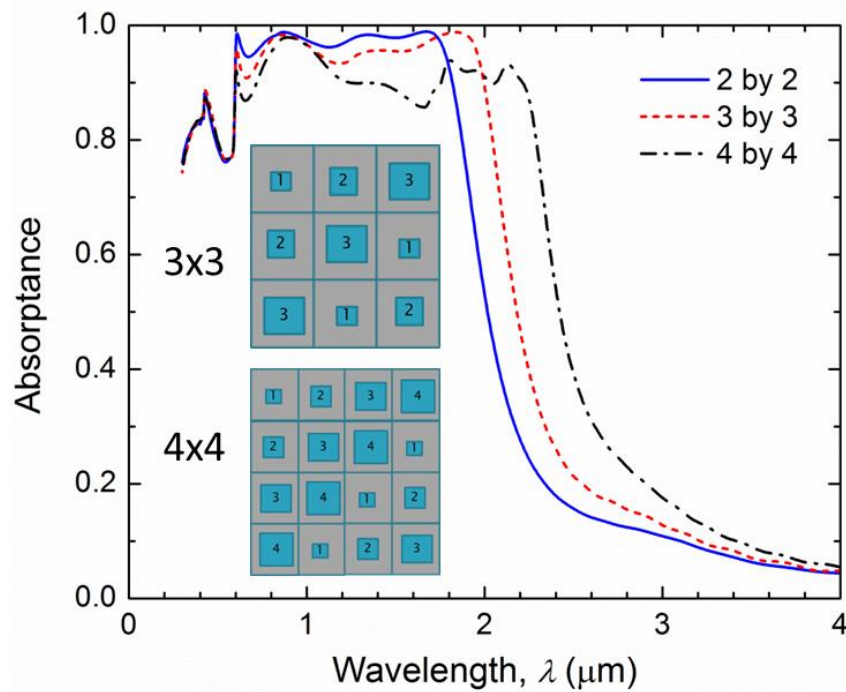 1.0
0.8
0.6
0.4
0.2
0.0
Absorptance
2 by 2
3 by 3
4 by 4
3x3
1 2 3
2 3 1
3 1 2
4x4
1 2 3 4
2 3 4 1
3 4 1 2
4 1 2 3
0 1 2 3 4
Wavelength, λ (μm)